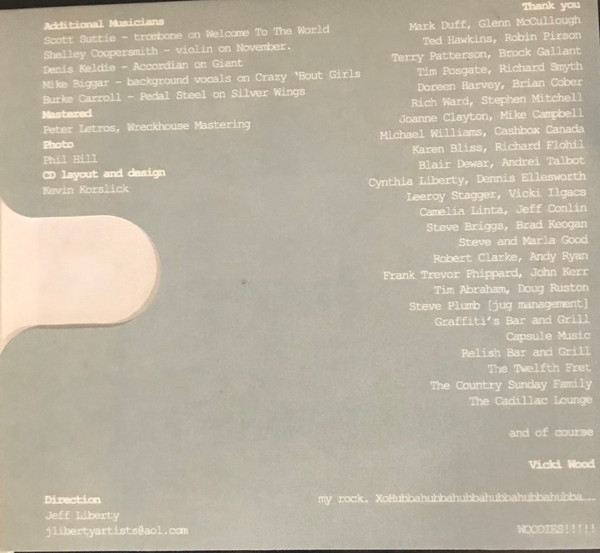 Additional Musicians
Scott Suttie - trombone on Welcome To The World
Shelley Coopersmith - violin on November.
Denis Keldie - Accordian on Giant
Mike Biggar - background vocals on Crazy 'Bout Girls
Burke Carroll - Pedal Steel on Silver Wings
Mastered
Peter Letros, Wreckhouse Mastering
Photo
Phil Hill
CD layout and design
Kevin Korslick
Direction
Jeff Liberty
jlibertyartists@aol.com
Thank you
Mark Duff, Glenn McCullough
Ted Hawkins, Robin Pirson
Terry Patterson, Brock Gallant
Tim Posgate, Richard Smyth
Doreen Harvey, Brian Cober
Rich Ward, Stephen Mitchell
Joanne Clayton, Mike Campbell
Michael Williams, Cashbox Canada
Karen Bliss, Richard Flohil
Blair Dewar, Andrei Talbot
Cynthia Liberty, Dennis Ellesworth
Leeroy Stagger, Vicki Ilgacs
Camelia Linta, Jeff Conlin
Steve Briggs, Brad Keogan
Steve and Marla Good
Robert Clarke, Andy Ryan
Frank Trevor Phippard, John Kerr
Tim Abraham, Doug Ruston
Steve Plumb [jug management]
Graffiti's Bar and Grill
Capsule Music
Relish Bar and Grill
The Twelfth Fret
The Country Sunday Family
The Cadillac Lounge
and of course
Vicki Wood
my rock. XoHubbahubbahubbahubbahubbahubba...
WOODIES!!!!!